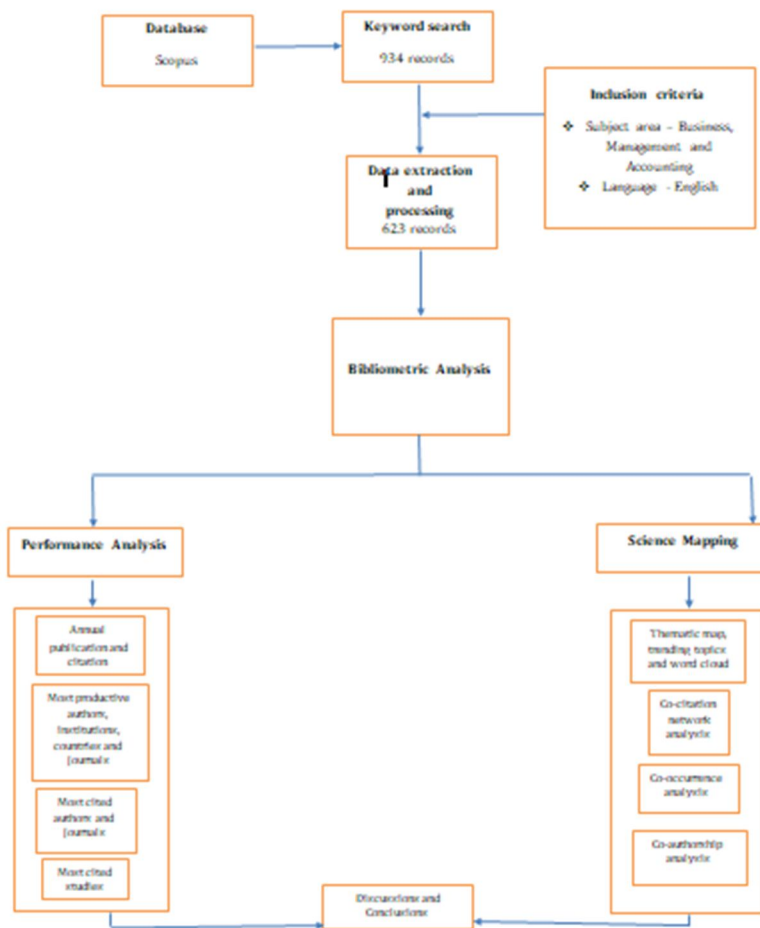 Database
Scopus
Keyword search
934 records
Inclusion criteria
❖ Subject area – Business,
Management and
Accounting
❖ Language - English
Data extraction
and
processing
623 records
Bibliometric Analysis
Performance Analysis
Science Mapping
Annual
publication and
citation
Most productive
authors,
institutions,
countries and
journals
Most cited
authors and
journals
Most cited
studies
Thematic map,
trending topics
and word cloud
Co-citation
network
analysis
Co-occurrence
analysis
Co-authorship
analysis
Discussions and
Conclusions